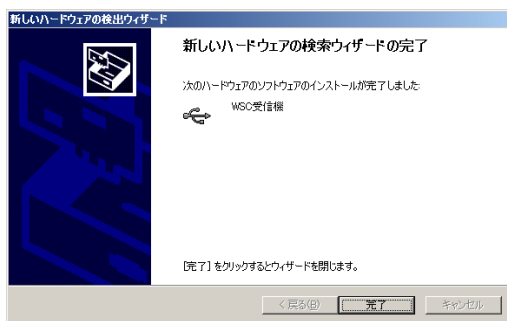 新しいハードウェアの検出ウィザード
新しいハードウェアの検索ウィザードの完了
次のハードウェアのソフトウェアのインストールが完了しました:
WSC受信機
[完了] をクリックするとウィザードを閉じます。
< 戻る(B)
完了
キャンセル